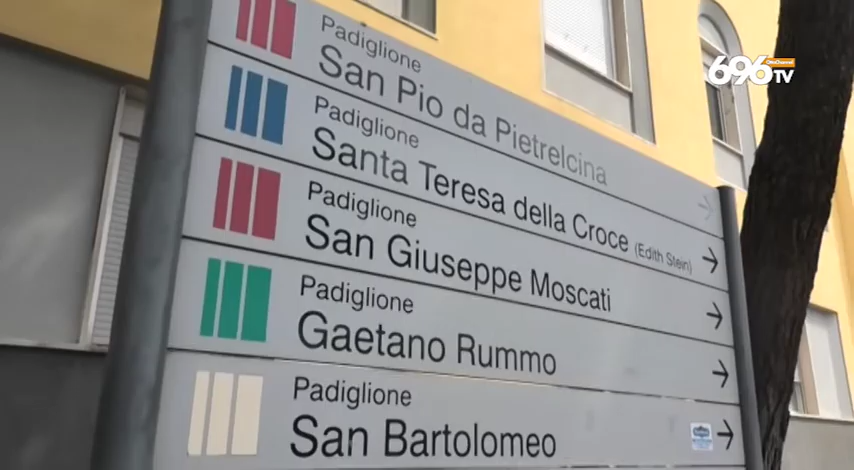 696
OttoChannel
TV
Padiglione
San Pio da Pietrelcina
Padiglione
Santa Teresa della Croce (Edith Stein)
Padiglione
San Giuseppe Moscati
Padiglione
Gaetano Rummo
Padiglione
San Bartolomeo